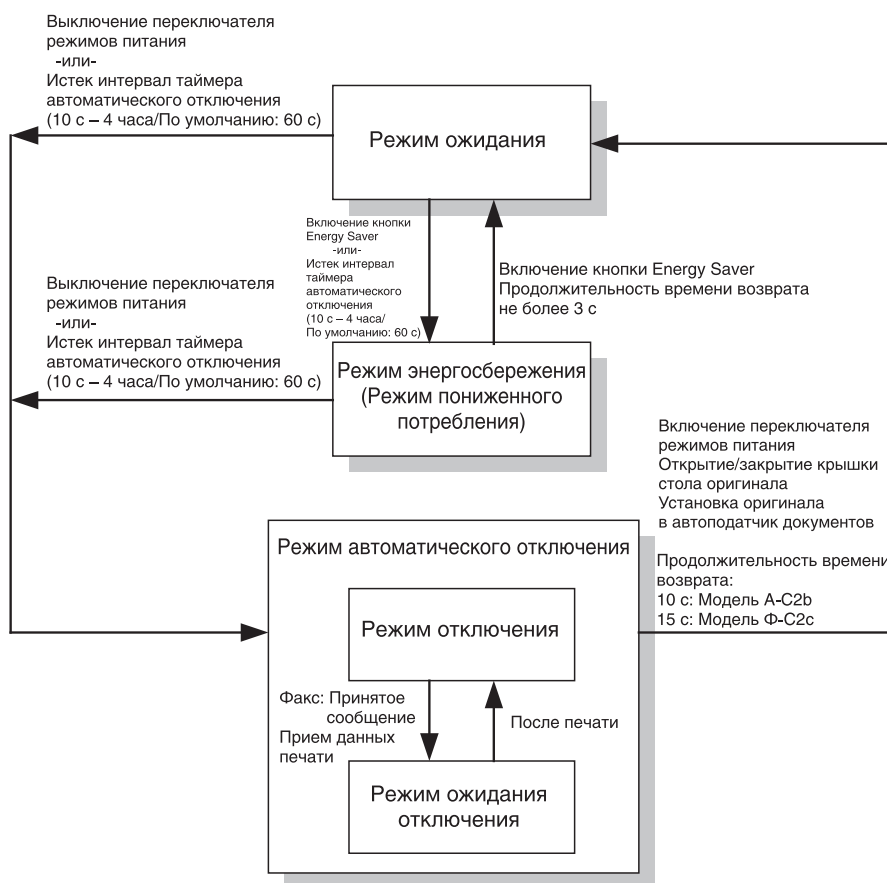 Выключение переключателя
режимов питания
-или-
Истек интервал таймера
автоматического отключения
(10 с – 4 часа/По умолчанию: 60 с)
Режим ожидания
Включение кнопки
Energy Saver
-или-
Истек интервал
таймера
автоматического
отключения
(10 с – 4 часа/
По умолчанию: 60 с)
Включение кнопки Energy Saver
Продолжительность времени возврата
не более 3 с
Выключение переключателя
режимов питания
-или-
Истек интервал таймера
автоматического отключения
(10 с – 4 часа/По умолчанию: 60 с)
Режим энергосбережения
(Режим пониженного
потребления)
Включение переключателя
режимов питания
Открытие/закрытие крышки
стола оригинала
Установка оригинала
в автоподатчик документов
Продолжительность времени
возврата:
10 с: Модель А-С2b
15 с: Модель Ф-С2с
Режим автоматического отключения
Режим отключения
Факс: Принятое
сообщение
Прием данных
печати
После печати
Режим ожидания
отключения